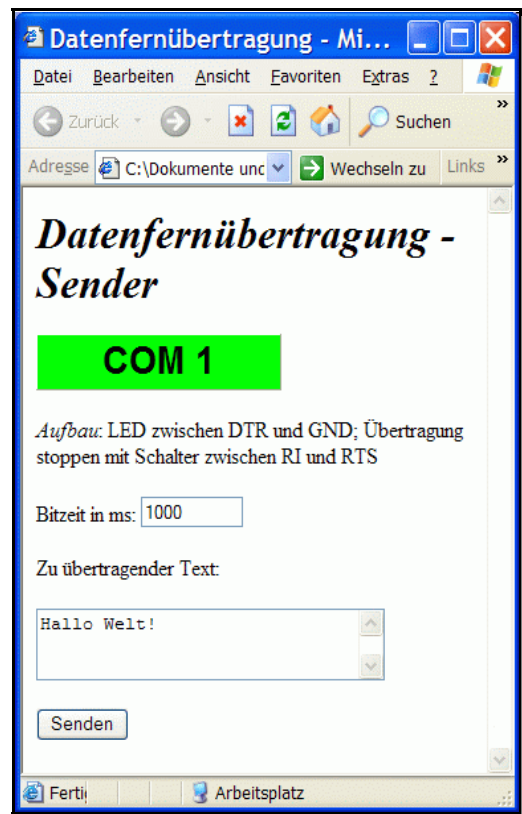 Datenfernübertragung - Mi...
Datei Bearbeiten Ansicht Favoriten Extras ?
Zurück Suchen »
Adresse C:\Dokumente und Wechseln zu Links »
Datenfernübertragung -
Sender
COM 1
Aufbau: LED zwischen DTR und GND; Übertragung
stoppen mit Schalter zwischen RI und RTS
Bitzeit in ms: 1000
Zu übertragender Text:
Hallo Welt!
Senden
Fertig Arbeitsplatz